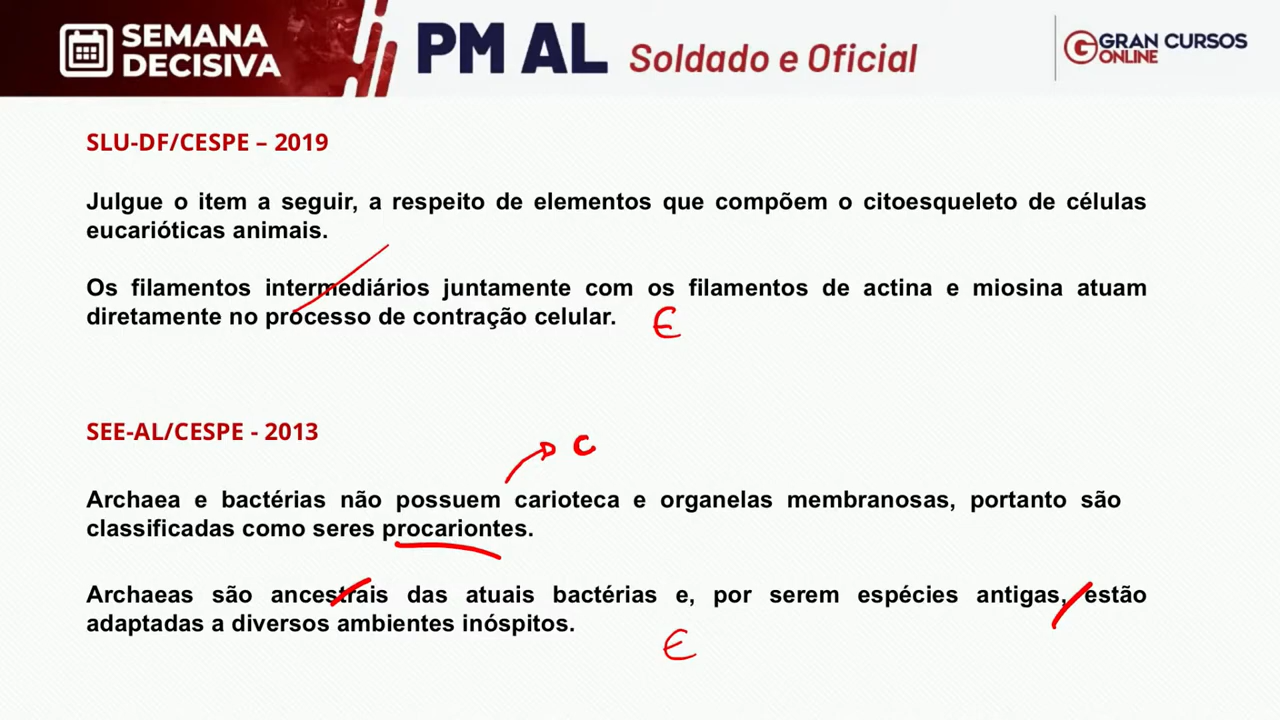 SEMANA
DECISIVA
PM AL Soldado e Oficial
GRAN CURSOS
ONLINE
SLU-DF/CESPE – 2019
Julgue o item a seguir, a respeito de elementos que compõem o citoesqueleto de células
eucarióticas animais.
Os filamentos intermediários juntamente com os filamentos de actina e miosina atuam
diretamente no processo de contração celular. E
SEE-AL/CESPE - 2013
C
Archaea e bactérias não possuem carioteca e organelas membranosas, portanto são
classificadas como seres procariontes.
Archaeas são ancestrais das atuais bactérias e, por serem espécies antigas, estão
adaptadas a diversos ambientes inóspitos.
E